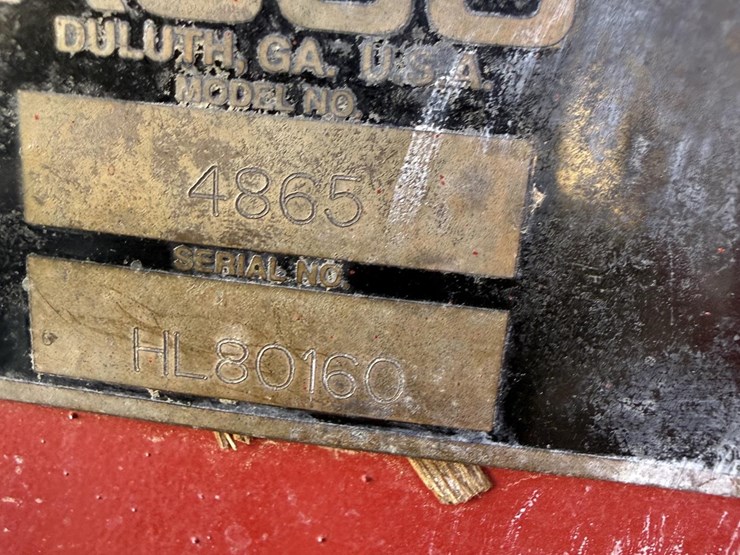 DULUTH, GA. U.S.A.
MODEL NO.
4865
SERIAL NO.
HL80160